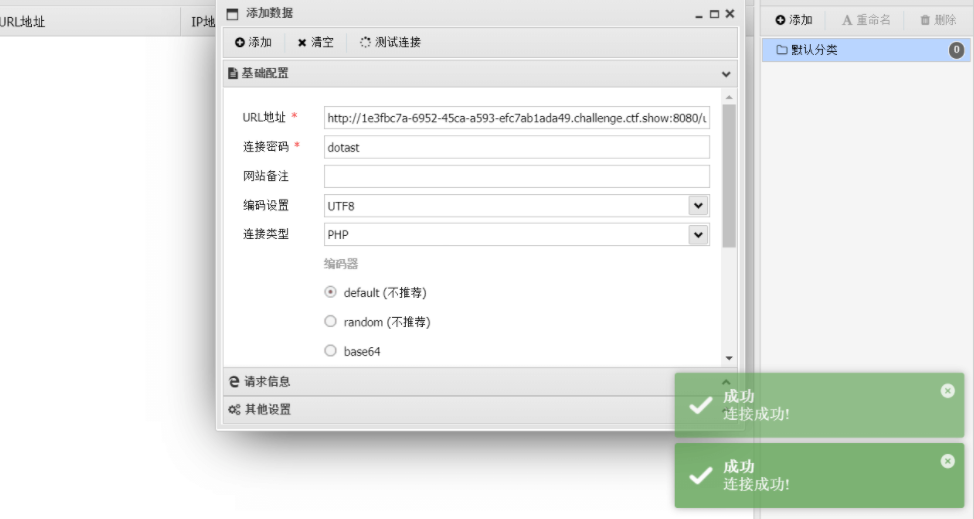 URL地址
IP地
添加数据
添加
清空
测试连接
基础配置
URL地址 *
http://1e3fbc7a-6952-45ca-a593-efc7ab1ada49.challenge.ctf.show:8080/u
连接密码 *
dotast
网站备注
编码设置
UTF8
连接类型
PHP
编码器
default (不推荐)
random (不推荐)
base64
请求信息
其他设置
添加
重命名
删除
默认分类
0
成功
连接成功!
成功
连接成功!